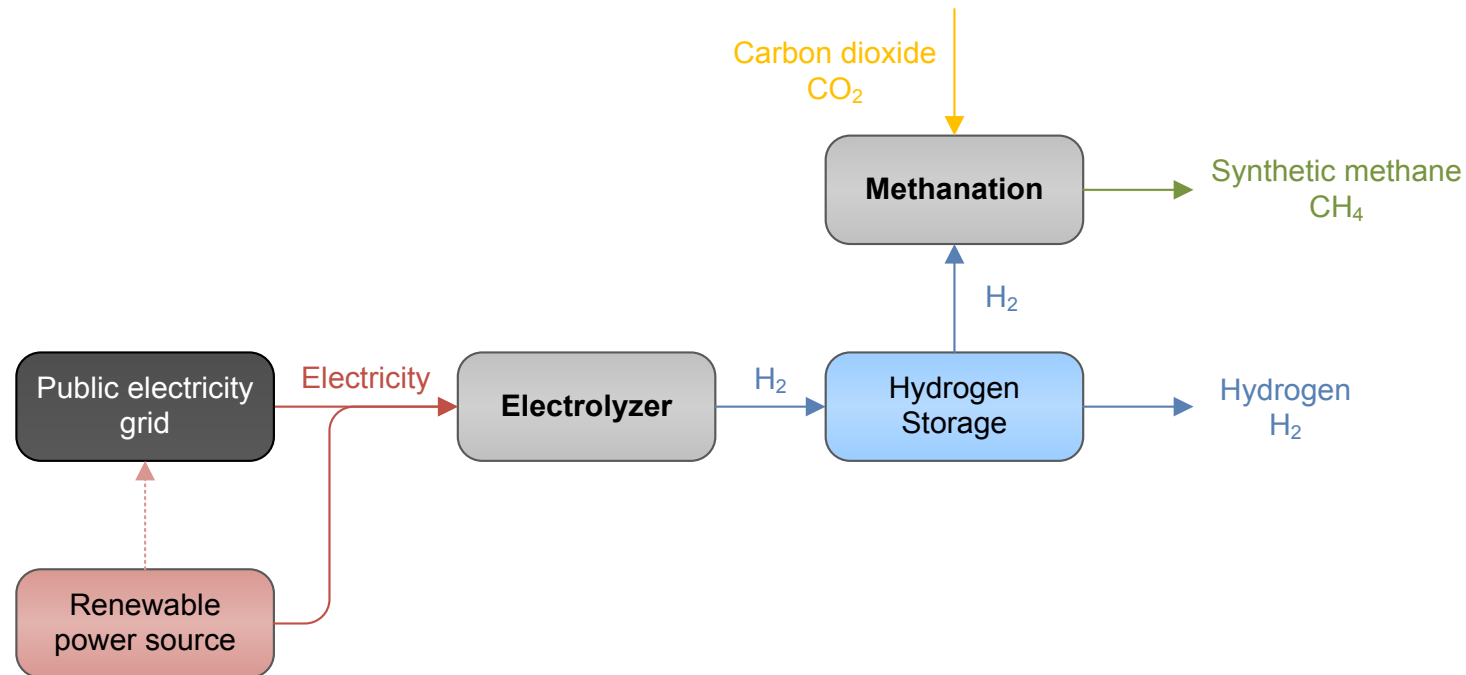 Carbon dioxide
CO₂
Methanation
Synthetic methane
CH₄
H₂
Public electricity
grid
Electricity
Electrolyzer
H₂
Hydrogen
Storage
Hydrogen
H₂
Renewable
power source